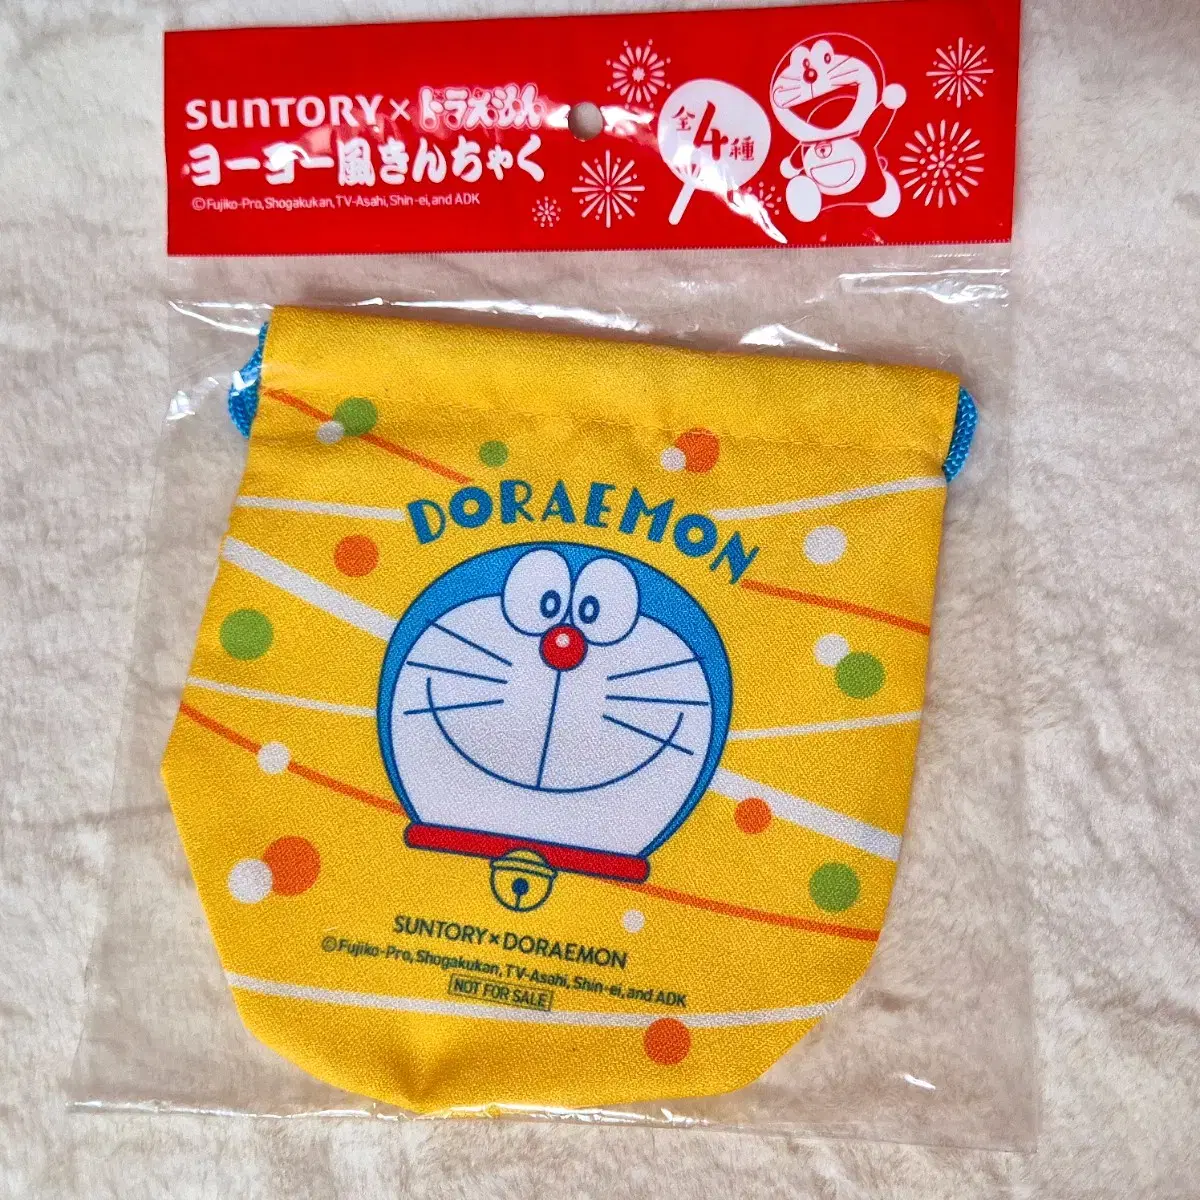 SUNTORY×ドラえもん
ヨーヨー風きんちゃく
©Fujiko-Pro, Shogakukan, TV-Asahi, Shin-ei, and ADK
全4種
DORAEMON
SUNTORY×DORAEMON
©Fujiko-Pro, Shogakukan, TV-Asahi, Shin-ei, and ADK
NOT FOR SALE